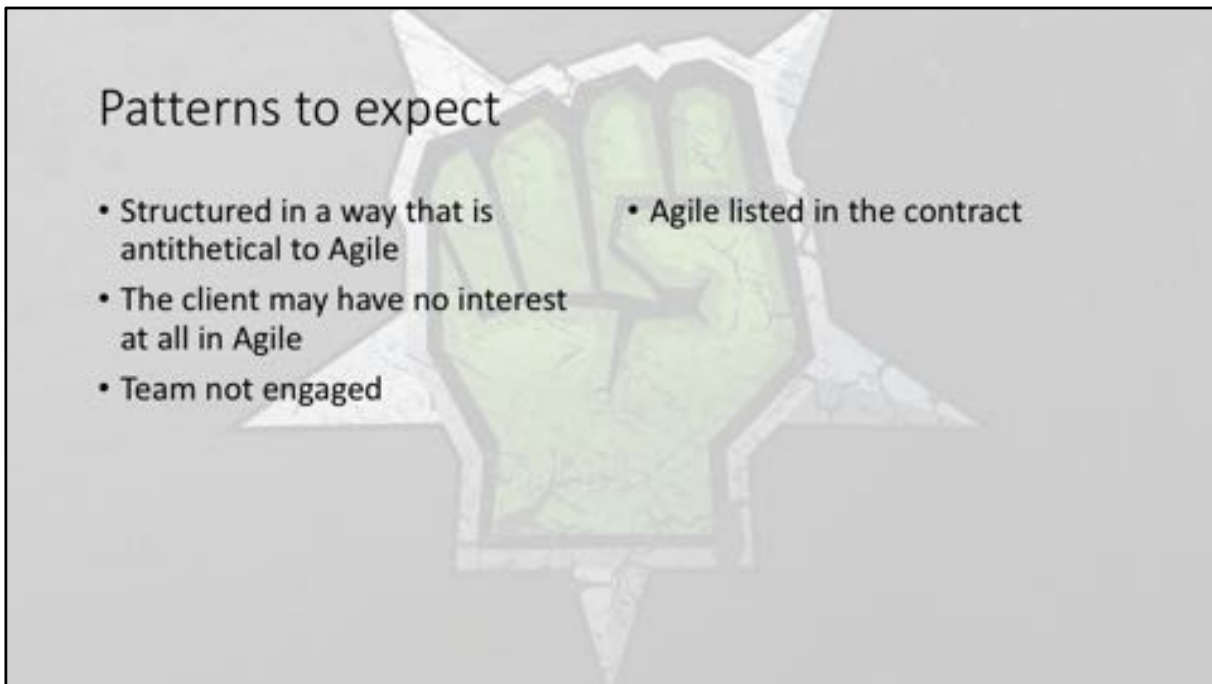 Patterns to expect
• Structured in a way that is
antithetical to Agile
• The client may have no interest
at all in Agile
• Team not engaged
• Agile listed in the contract